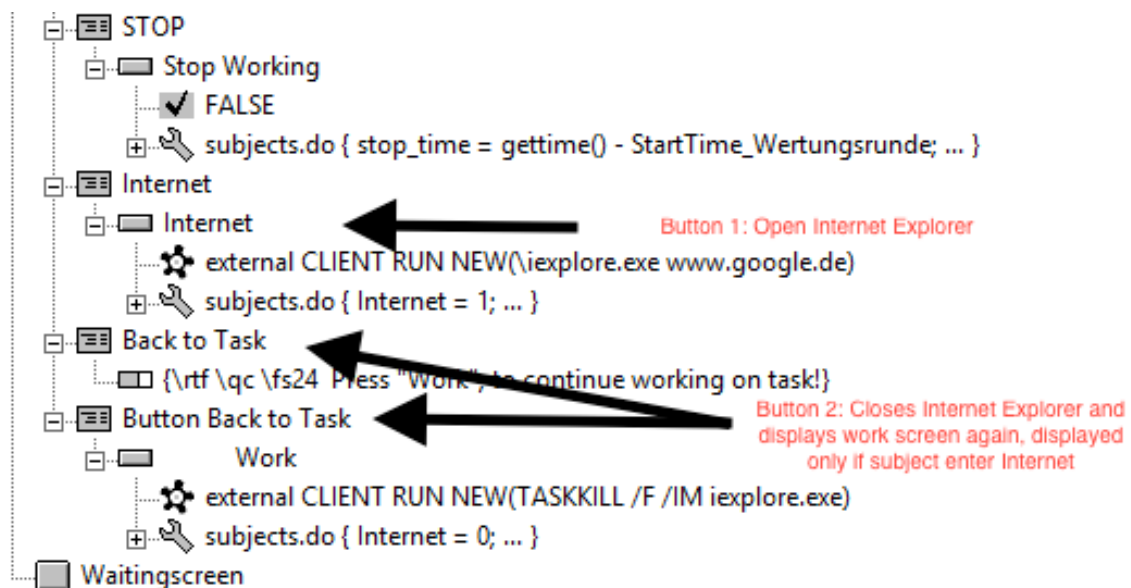 STOP
Stop Working
FALSE
subjects.do { stop_time = gettime() - StartTime_Wertungsrunde; ... }
Internet
Internet
Button 1: Open Internet Explorer
external CLIENT RUN NEW(\iexplore.exe www.google.de)
subjects.do { Internet = 1; ... }
Back to Task
{\rtf \qc \fs24 Press "Work", to continue working on task!}
Button Back to Task
Button 2: Closes Internet Explorer and
displays work screen again, displayed
only if subject enter Internet
Work
external CLIENT RUN NEW(TASKKILL /F /IM iexplore.exe)
subjects.do { Internet = 0; ... }
Waitingscreen